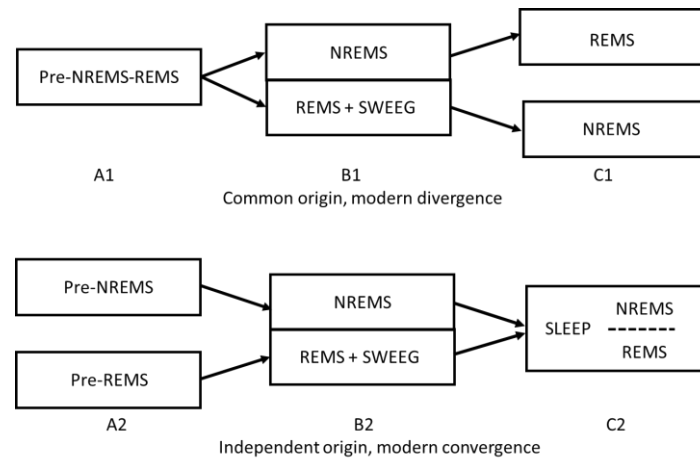 Pre-NREMS-REMS
NREMS
REMS + SWEEG
REMS
NREMS
A1
B1
C1
Common origin, modern divergence
Pre-NREMS
Pre-REMS
NREMS
REMS + SWEEG
SLEEP
NREMS
REMS
A2
B2
C2
Independent origin, modern convergence